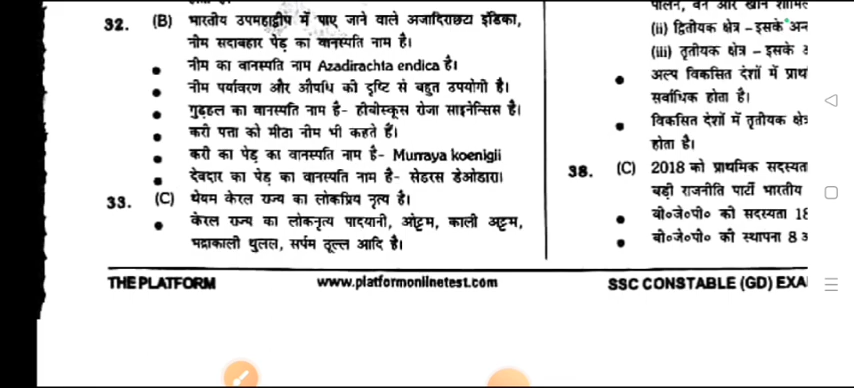 32. (B) भारतीय उपमहाद्वीप में पाए जाने वाले अजादिराछटा इंडिका,
नीम सदाबहार पेड़ का वानस्पति नाम है।
नीम का वानस्पति नाम Azadirachta endica है।
नीम पर्यावरण और औषधि की दृष्टि से बहुत उपयोगी है।
गुढ़हल का वानस्पति नाम है- हीबोस्कूस रोजा साइनेन्सिस है।
करी पत्ता को मीठा नीम भी कहते हैं।
करी का पेड़ का वानस्पति नाम है- Murraya koenigii
देवदार का पेड़ का वानस्पति नाम है- सेडरस डेओडारा।
33. (C) थेयम केरल राज्य का लोकप्रिय नृत्य है।
केरल राज्य का लोकनृत्य पादयानी, ओट्टम, काली अट्टम,
भद्राकाली थुलल, सर्पम थूल्ल आदि है।
पालन, वन और खान शामिल
(ii) द्वितीयक क्षेत्र - इसके अन
(iii) तृतीयक क्षेत्र - इसके
अल्प विकसित देशों में प्राथ
सर्वाधिक होता है।
विकसित देशों में तृतीयक क्षेत्र
होता है।
38. (C) 2018 को प्राथमिक सदस्यता
बड़ी राजनीति पार्टी भारतीय
बी०जे०पी० की सदस्यता 18
बी०जे०पी० की स्थापना 8
THE PLATFORM www.platformonlinetest.com SSC CONSTABLE (GD) EXA